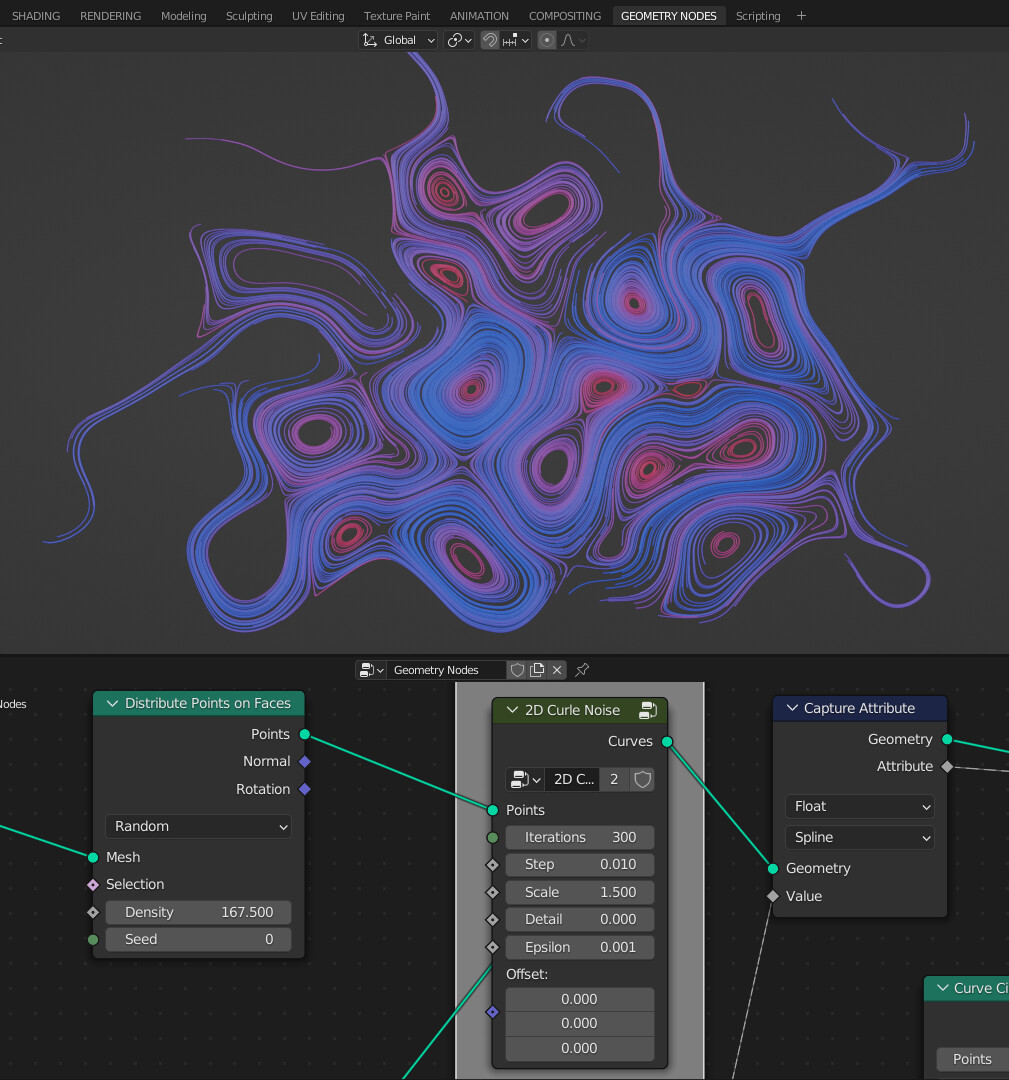 SHADING RENDERING Modeling Sculpting UV Editing Texture Paint ANIMATION COMPOSITING GEOMETRY NODES Scripting +
Global
Geometry Nodes
Distribute Points on Faces
Points
Normal
Rotation
Random
Mesh
Selection
Density 167.500
Seed 0
2D Curle Noise
Curves
2D C... 2
Points
Iterations 300
Step 0.010
Scale 1.500
Detail 0.000
Epsilon 0.001
Offset:
0.000
0.000
0.000
Capture Attribute
Geometry
Attribute
Float
Spline
Geometry
Value
Curve Ci
Points